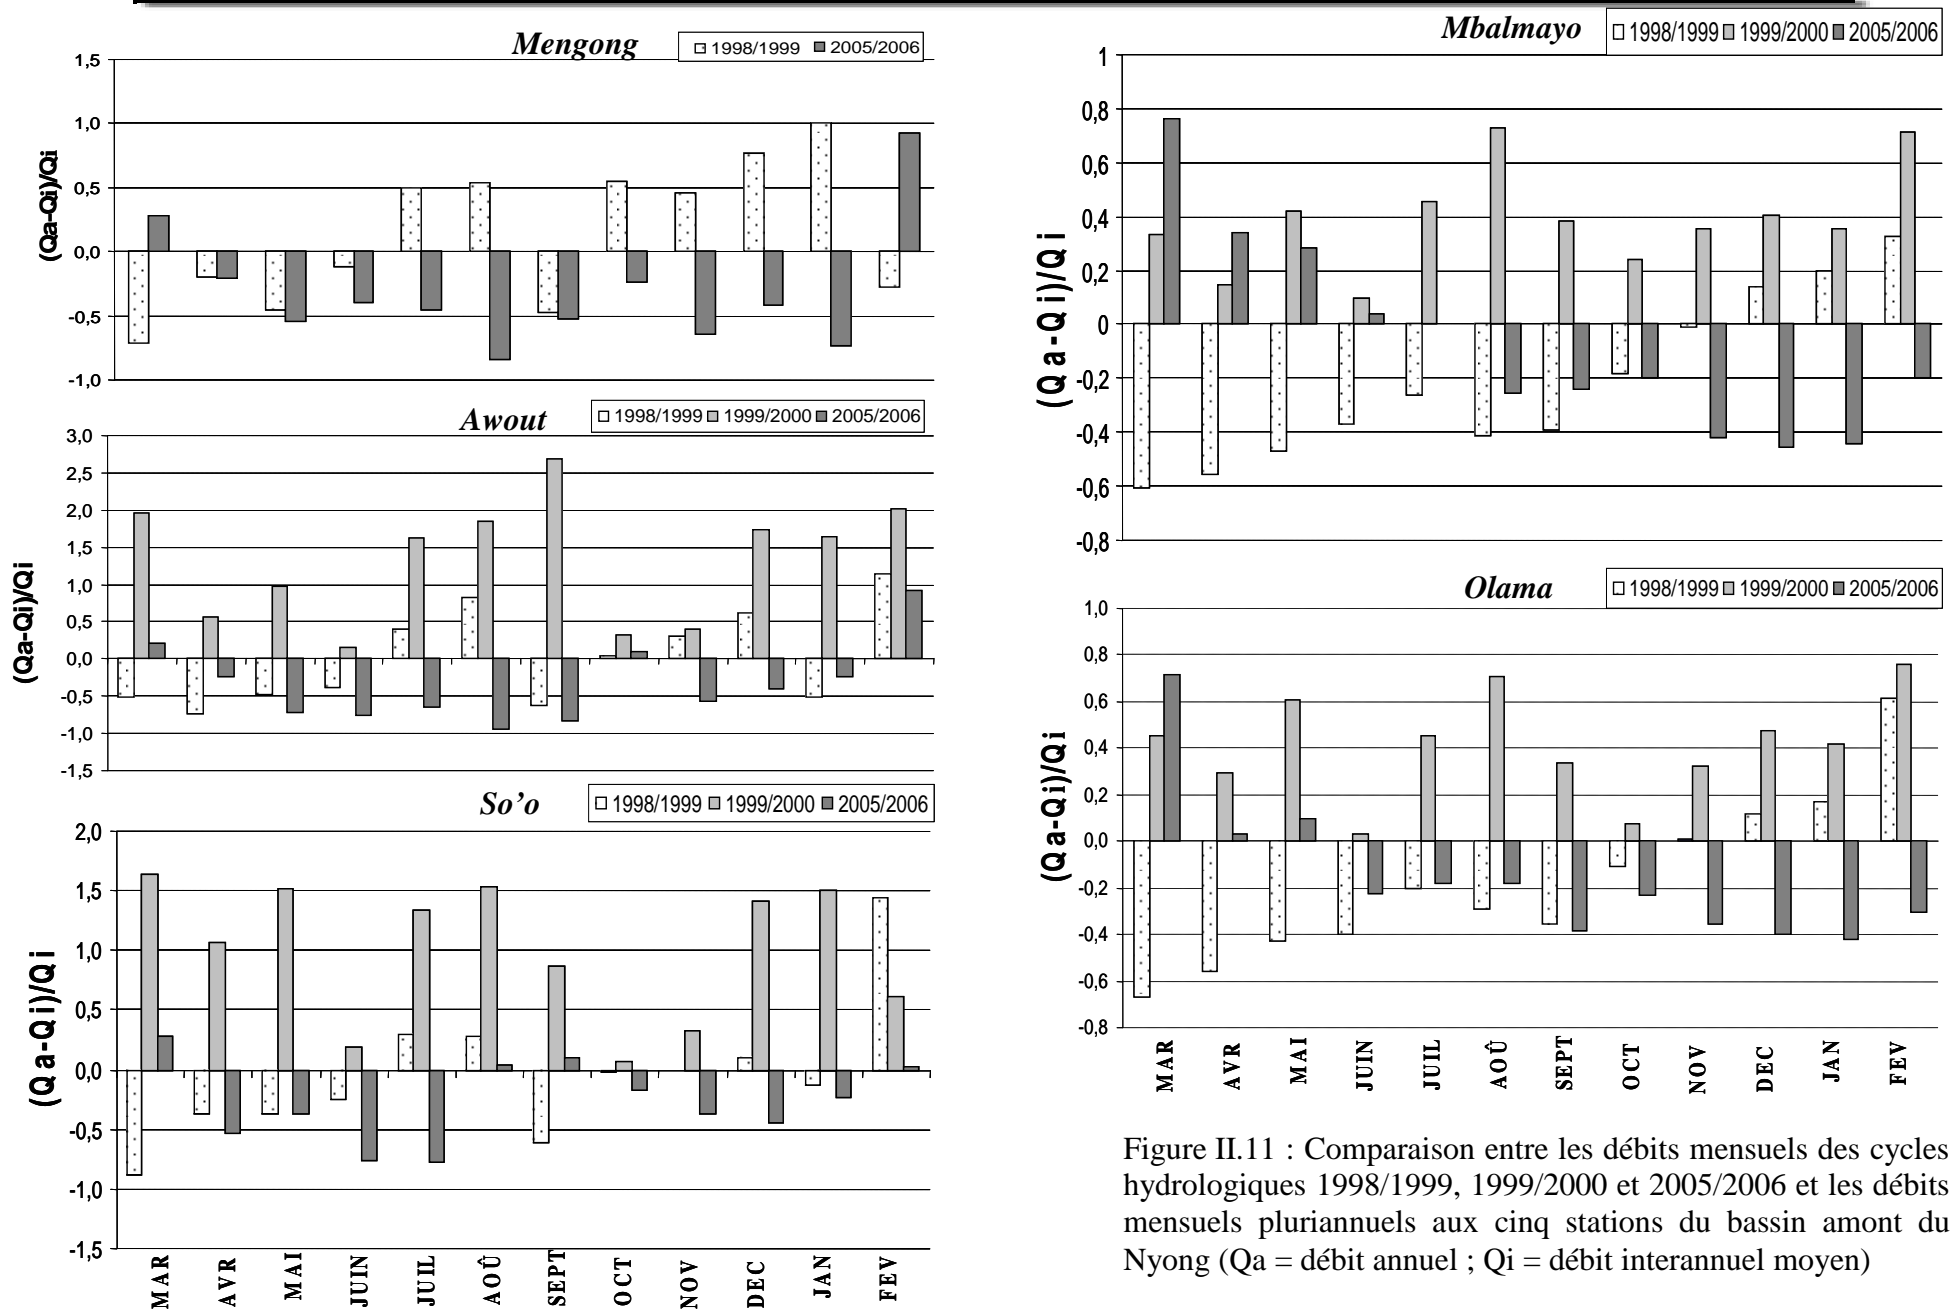 Mengong
1998/1999 2005/2006
1,5
1,0
0,5
0,0
-0,5
-1,0
(Qa-Qi)/Qi
Awout
1998/1999 1999/2000 2005/2006
3,0
2,5
2,0
1,5
1,0
0,5
0,0
-0,5
-1,0
-1,5
(Qa-Qi)/Qi
So’o
1998/1999 1999/2000 2005/2006
2,0
1,5
1,0
0,5
0,0
-0,5
-1,0
-1,5
(Qa-Qi)/Qi
MAR AVR MAI JUIN JUIL AOÛ SEPT OCT NOV DEC JAN FEV
Mbalmayo
1998/1999 1999/2000 2005/2006
1
0,8
0,6
0,4
0,2
0
-0,2
-0,4
-0,6
-0,8
(Qa-Qi)/Qi
Olama
1998/1999 1999/2000 2005/2006
1,0
0,8
0,6
0,4
0,2
0,0
-0,2
-0,4
-0,6
-0,8
(Qa-Qi)/Qi
MAR AVR MAI JUIN JUIL AOÛ SEPT OCT NOV DEC JAN FEV
Figure II.11 : Comparaison entre les débits mensuels des cycles
hydrologiques 1998/1999, 1999/2000 et 2005/2006 et les débits
mensuels pluriannuels aux cinq stations du bassin amont du
Nyong (Qa = débit annuel ; Qi = débit interannuel moyen)